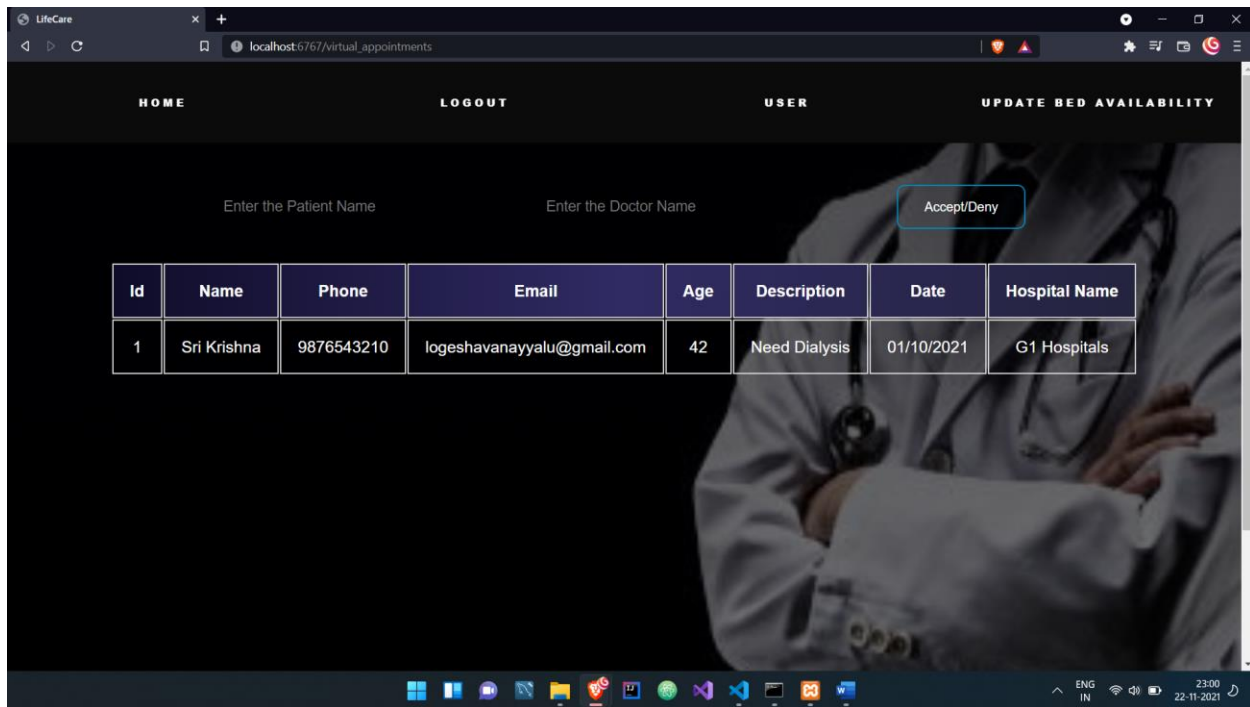 LifeCare
localhost:6767/virtual_appointments
HOME LOGOUT USER UPDATE BED AVAILABILITY
Enter the Patient Name Enter the Doctor Name Accept/Deny
Id Name Phone Email Age Description Date Hospital Name
1 Sri Krishna 9876543210 logeshavanayyalu@gmail.com 42 Need Dialysis 01/10/2021 G1 Hospitals
ENG 23:00
IN 22-11-2021